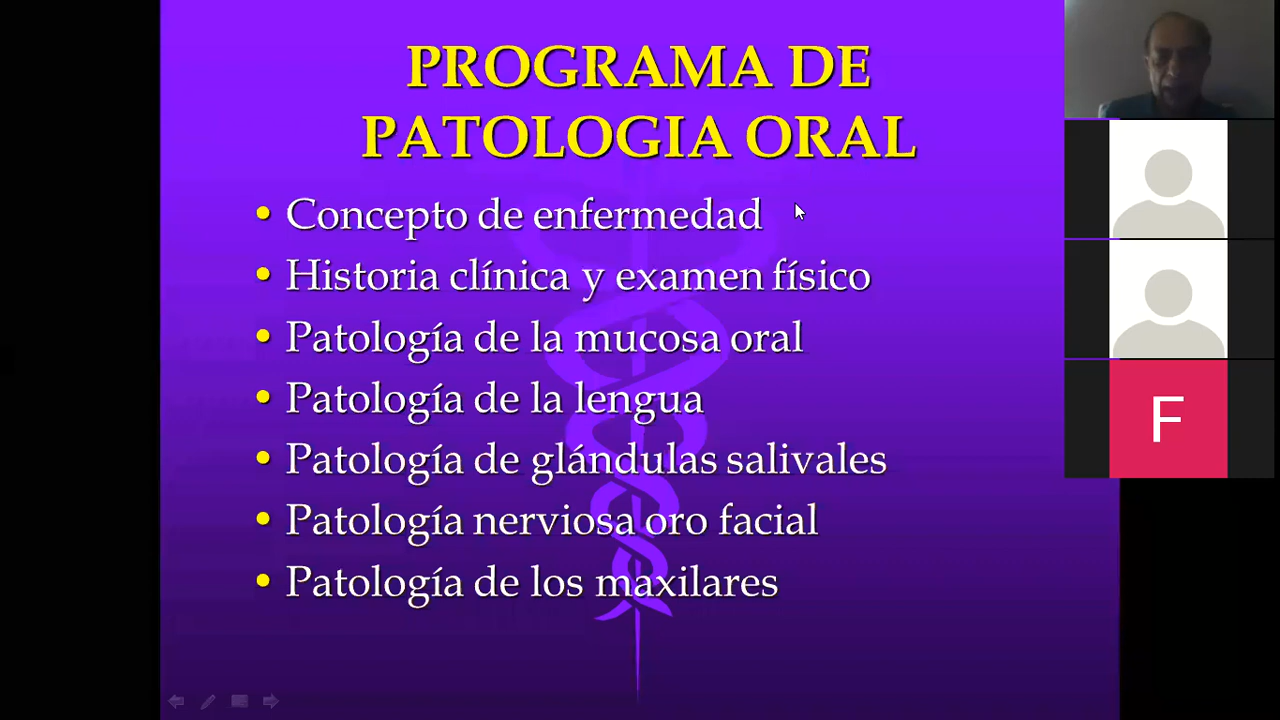 PROGRAMA DE
PATOLOGIA ORAL
• Concepto de enfermedad
• Historia clínica y examen físico
• Patología de la mucosa oral
• Patología de la lengua
• Patología de glándulas salivales
• Patología nerviosa oro facial
• Patología de los maxilares
F